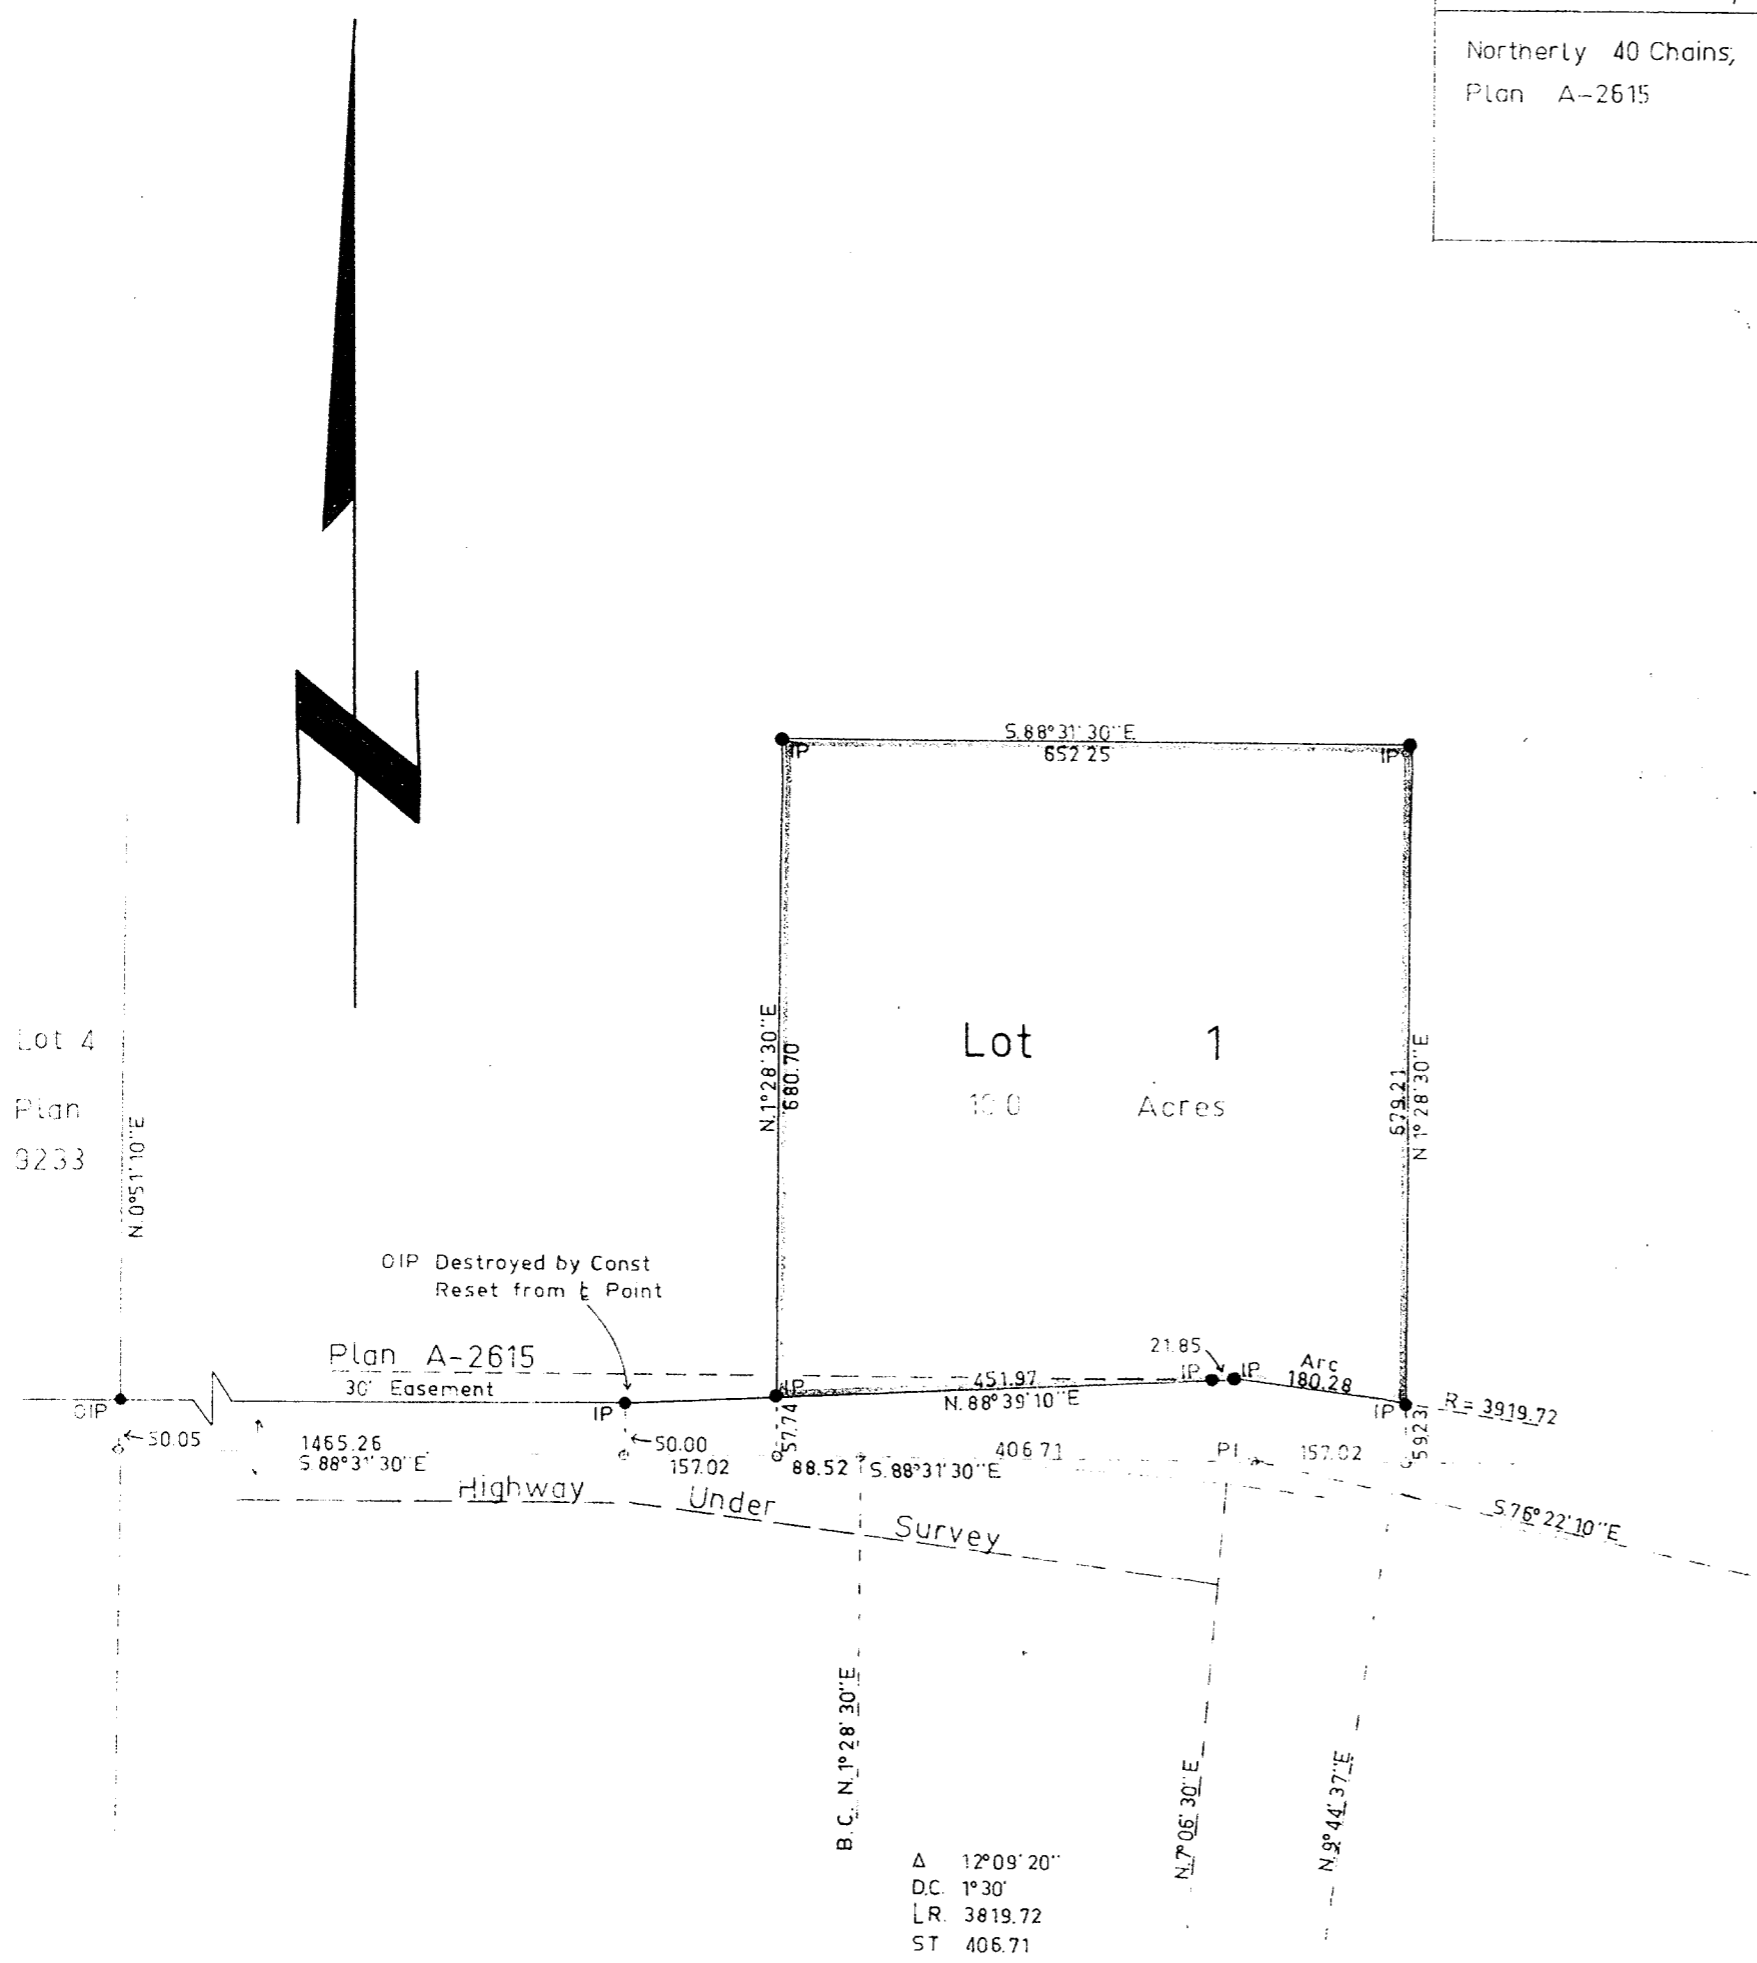 Northerly 40 Chains,
Plan A-2615
S.88°31'30"E
652.25
IP
IP
N.1°28'30"E
680.70
Lot 1
10.0 Acres
679.21
N 1°28'30"E
Lot 4
Plan
9233
N.0°51'10"E
OIP Destroyed by Const
Reset from ℄ Point
Plan A-2615
30' Easement
21.85
IP
IP
Arc
180.28
IP
451.97
N.88°39'10"E
OIP
IP
IP
R = 3919.72
50.05
1465.26
S.88°31'30"E
50.00
157.02
57.74
88.52
S.88°31'30"E
406.71
P.I.
157.02
59.23
Highway Under Survey
S.76°22'10"E
B.C. N.1°28'30"E
N.7°06'30"E
N.9°44'37"E
Δ 12°09'20"
D.C. 1°30'
LR. 3819.72
ST 406.71